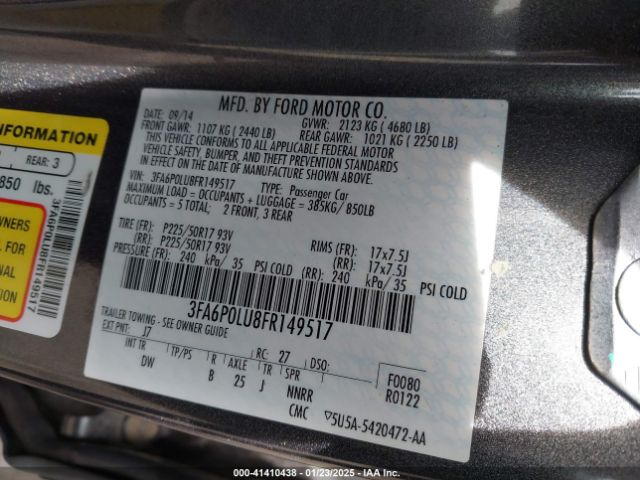 MFD. BY FORD MOTOR CO.
DATE: 09/14 GVWR: 2123 KG ( 4680 LB)
FRONT GAWR: 1107 KG ( 2440 LB) REAR GAWR: 1021 KG ( 2250 LB)
THIS VEHICLE CONFORMS TO ALL APPLICABLE FEDERAL MOTOR
VEHICLE SAFETY, BUMPER, AND THEFT PREVENTION STANDARDS
IN EFFECT ON THE DATE OF MANUFACTURE SHOWN ABOVE.
VIN: 3FA6P0LU8FR149517 TYPE: Passenger Car
MAXIMUM LOAD = OCCUPANTS + LUGGAGE = 385KG/ 850LB
OCCUPANTS = 5 TOTAL; 2 FRONT, 3 REAR
TIRE (FR): P225/50R17 93V RIMS (FR): 17x7.5J
(RR): P225/50R17 93V (RR): 17x7.5J
PRESSURE (FR): 240 kPa/ 35 PSI COLD (RR): 240 kPa/ 35 PSI COLD
3FA6P0LU8FR149517
TRAILER TOWING - SEE OWNER GUIDE
EXT PNT: J7 RC: 27 DSO:
INT TR TP/PS R AXLE TR SPR F0080
DW B 25 J NNRR R0122
CMC 5U5A-5420472-AA
INFORMATION
REAR: 3
850 lbs.
3FA6P0LU8FR149517
OWNERS
L FOR
NAL
ION
000-41410438 - 01/23/2025 - IAA Inc.